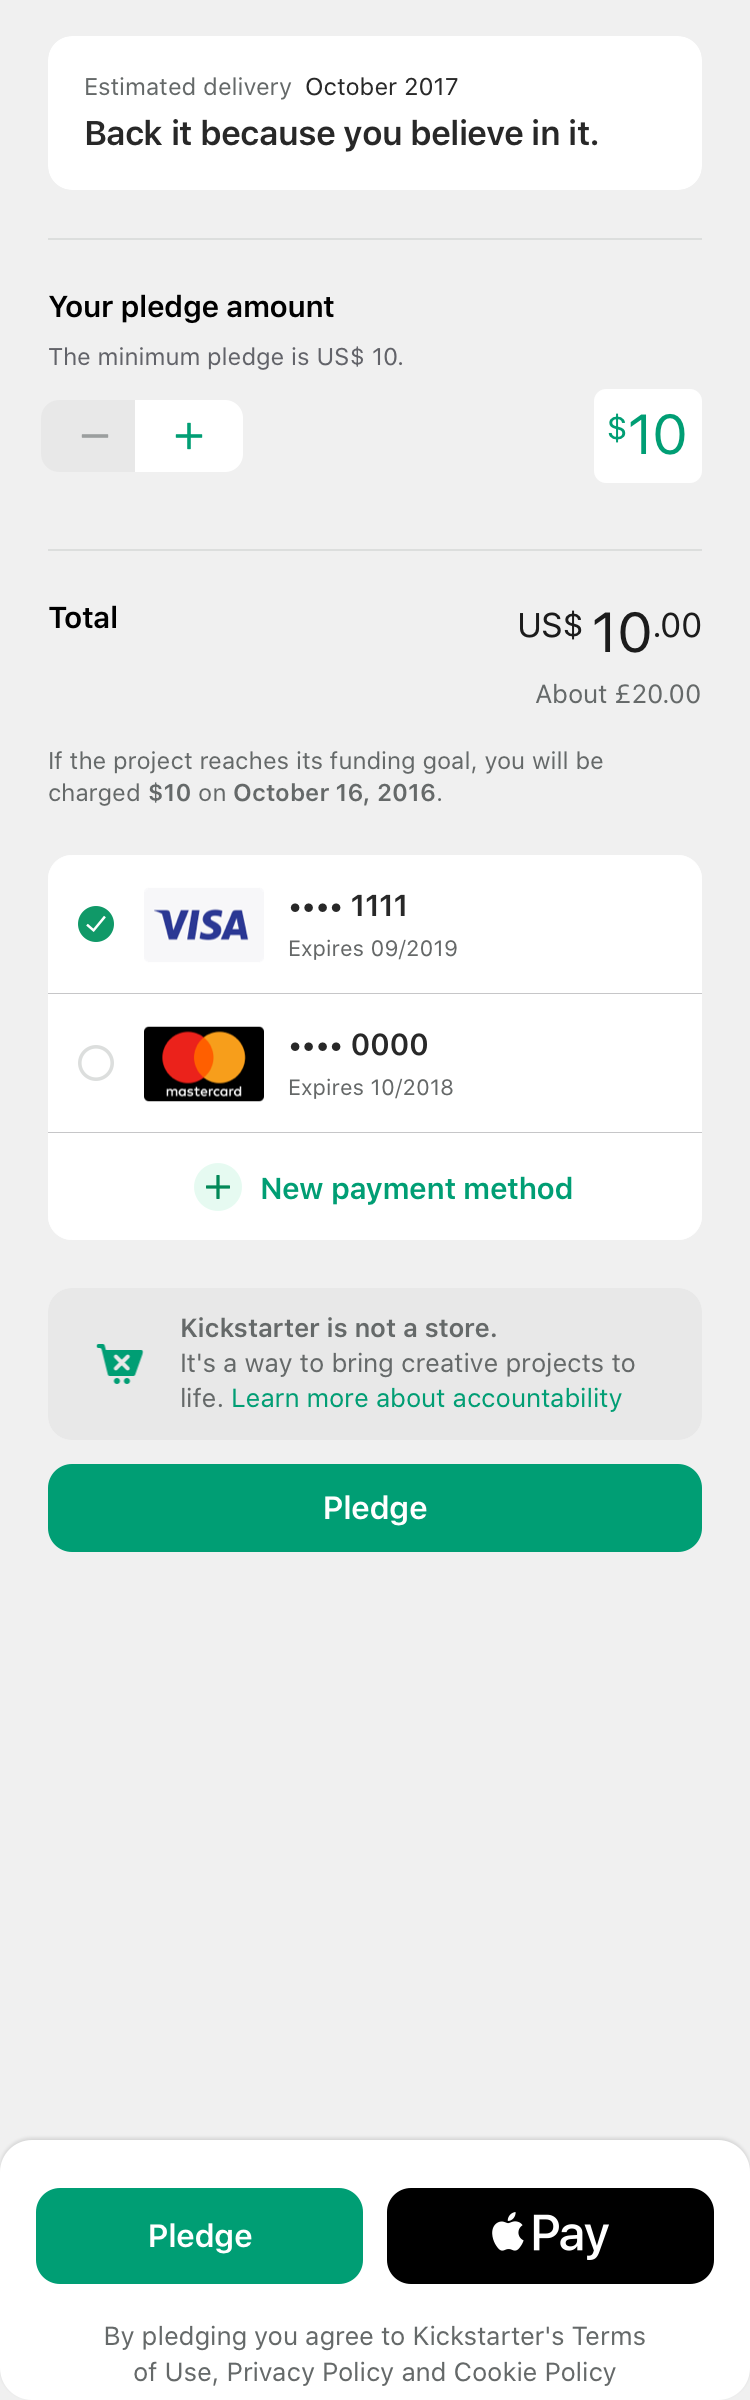 Estimated delivery October 2017
Back it because you believe in it.
Your pledge amount
The minimum pledge is US$ 10.
− +
$10
Total
US$ 10.00
About £20.00
If the project reaches its funding goal, you will be
charged $10 on October 16, 2016.
VISA
•••• 1111
Expires 09/2019
mastercard
•••• 0000
Expires 10/2018
+ New payment method
Kickstarter is not a store.
It's a way to bring creative projects to
life. Learn more about accountability
Pledge
Pledge
Pay
By pledging you agree to Kickstarter's Terms
of Use, Privacy Policy and Cookie Policy